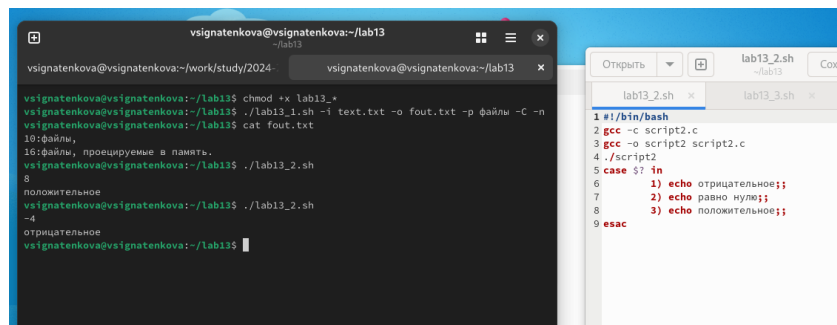 vsignatenkova@vsignatenkova:~/lab13
~/lab13
vsignatenkova@vsignatenkova:~/work/study/2024-
vsignatenkova@vsignatenkova:~/lab13
vsignatenkova@vsignatenkova:~/lab13$ chmod +x lab13_*
vsignatenkova@vsignatenkova:~/lab13$ ./lab13_1.sh -i text.txt -o fout.txt -p файлы -C -n
vsignatenkova@vsignatenkova:~/lab13$ cat fout.txt
10:файлы,
16:файлы, проецируемые в память.
vsignatenkova@vsignatenkova:~/lab13$ ./lab13_2.sh
8
положительное
vsignatenkova@vsignatenkova:~/lab13$ ./lab13_2.sh
-4
отрицательное
vsignatenkova@vsignatenkova:~/lab13$
Открыть
lab13_2.sh
~/lab13
Сох
lab13_2.sh
lab13_3.sh
1 #!/bin/bash
2 gcc -c script2.c
3 gcc -o script2 script2.c
4 ./script2
5 case $? in
6 1) echo отрицательное;;
7 2) echo равно нулю;;
8 3) echo положительное;;
9 esac